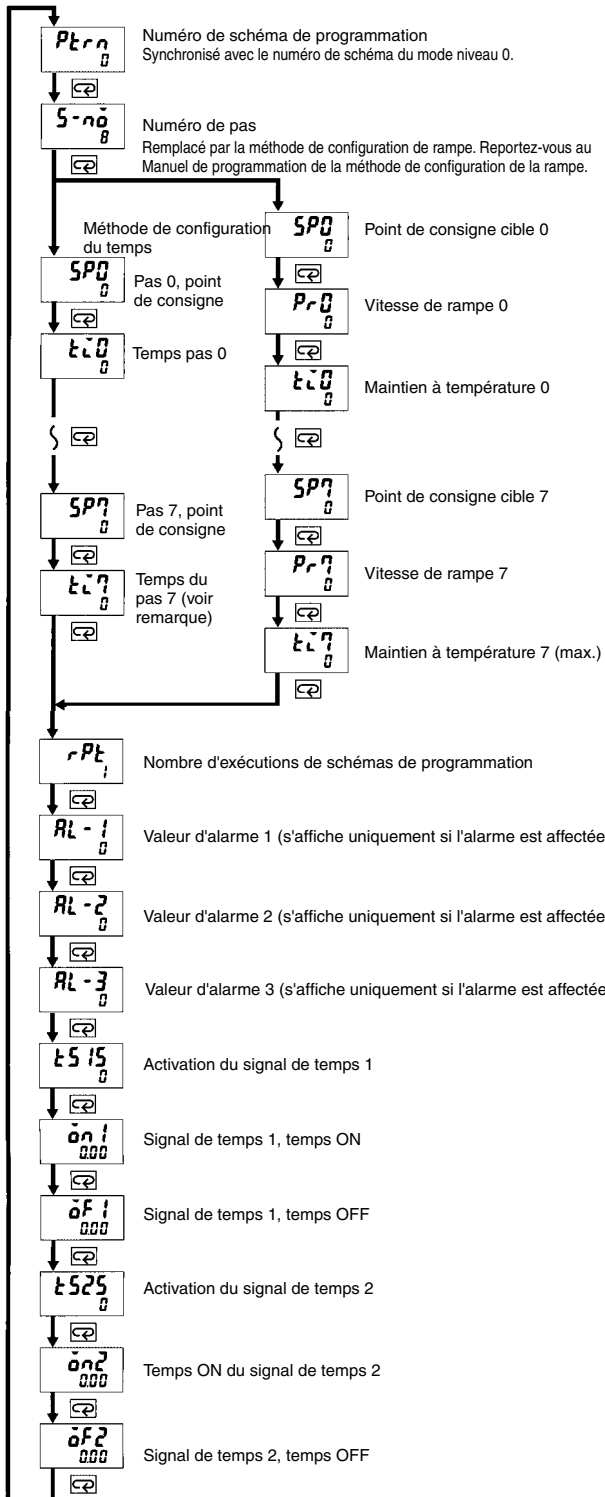 Ptrn
0
Numéro de schéma de programmation
Synchronisé avec le numéro de schéma du mode niveau 0.
S-no
8
Numéro de pas
Remplacé par la méthode de configuration de rampe. Reportez-vous au
Manuel de programmation de la méthode de configuration de la rampe.
Méthode de configuration
du temps
SP0
0
Pas 0, point
de consigne
ti0
0
Temps pas 0
SP7
0
Pas 7, point
de consigne
ti7
0
Temps du
pas 7 (voir
remarque)
SP0
0
Point de consigne cible 0
Pr0
0
Vitesse de rampe 0
ti0
0
Maintien à température 0
SP7
0
Point de consigne cible 7
Pr7
0
Vitesse de rampe 7
ti7
0
Maintien à température 7 (max.)
rPt
1
Nombre d'exécutions de schémas de programmation
AL-1
0
Valeur d'alarme 1 (s'affiche uniquement si l'alarme est affectée
AL-2
0
Valeur d'alarme 2 (s'affiche uniquement si l'alarme est affectée
AL-3
0
Valeur d'alarme 3 (s'affiche uniquement si l'alarme est affectée
tS1S
0
Activation du signal de temps 1
on1
0.00
Signal de temps 1, temps ON
oF1
0.00
Signal de temps 1, temps OFF
tS2S
0
Activation du signal de temps 2
on2
0.00
Temps ON du signal de temps 2
oF2
0.00
Signal de temps 2, temps OFF